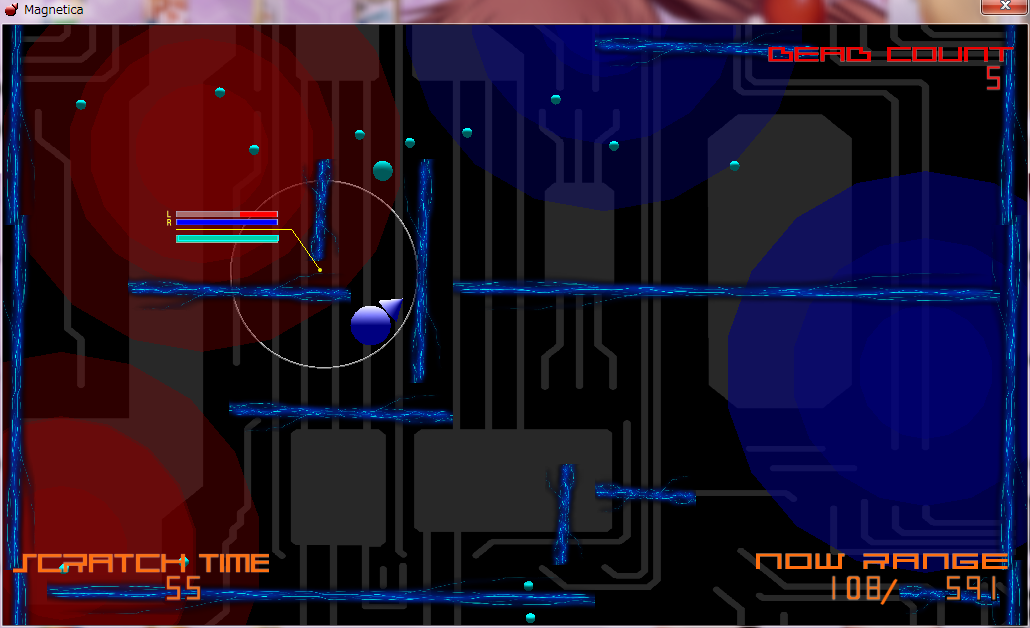 Magnetica
DEAD COUNT
5
L
R
SCRATCH TIME
55
NOW RANGE
108/ 591